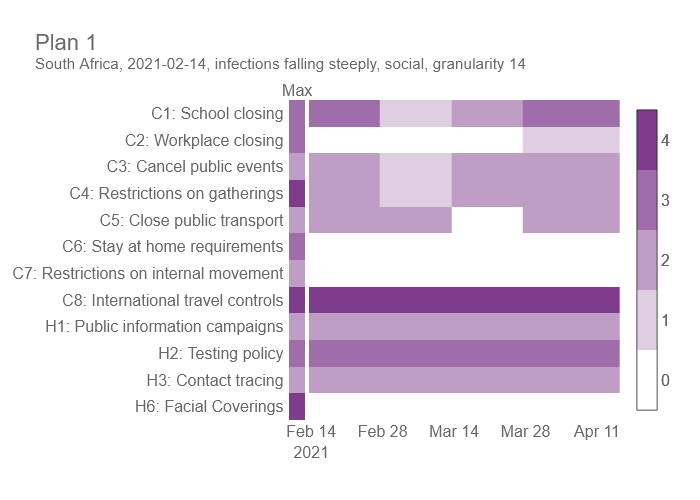 Plan 1
South Africa, 2021-02-14, infections falling steeply, social, granularity 14
Max
C1: School closing
C2: Workplace closing
C3: Cancel public events
C4: Restrictions on gatherings
C5: Close public transport
C6: Stay at home requirements
C7: Restrictions on internal movement
C8: International travel controls
H1: Public information campaigns
H2: Testing policy
H3: Contact tracing
H6: Facial Coverings
Feb 14 Feb 28 Mar 14 Mar 28 Apr 11
2021
4
3
2
1
0